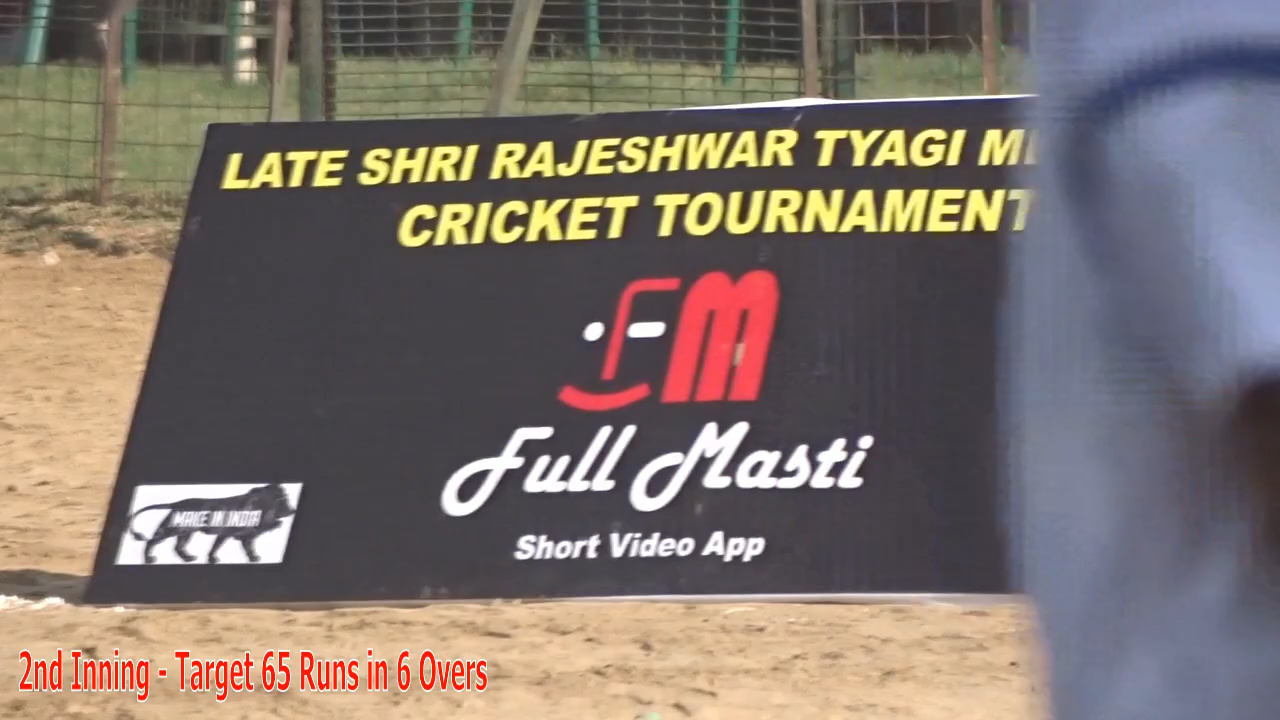 LATE SHRI RAJESHWAR TYAGI
CRICKET TOURNAMENT
FM
Full Masti
Short Video App
MAKE IN INDIA
2nd Inning - Target 65 Runs in 6 Overs